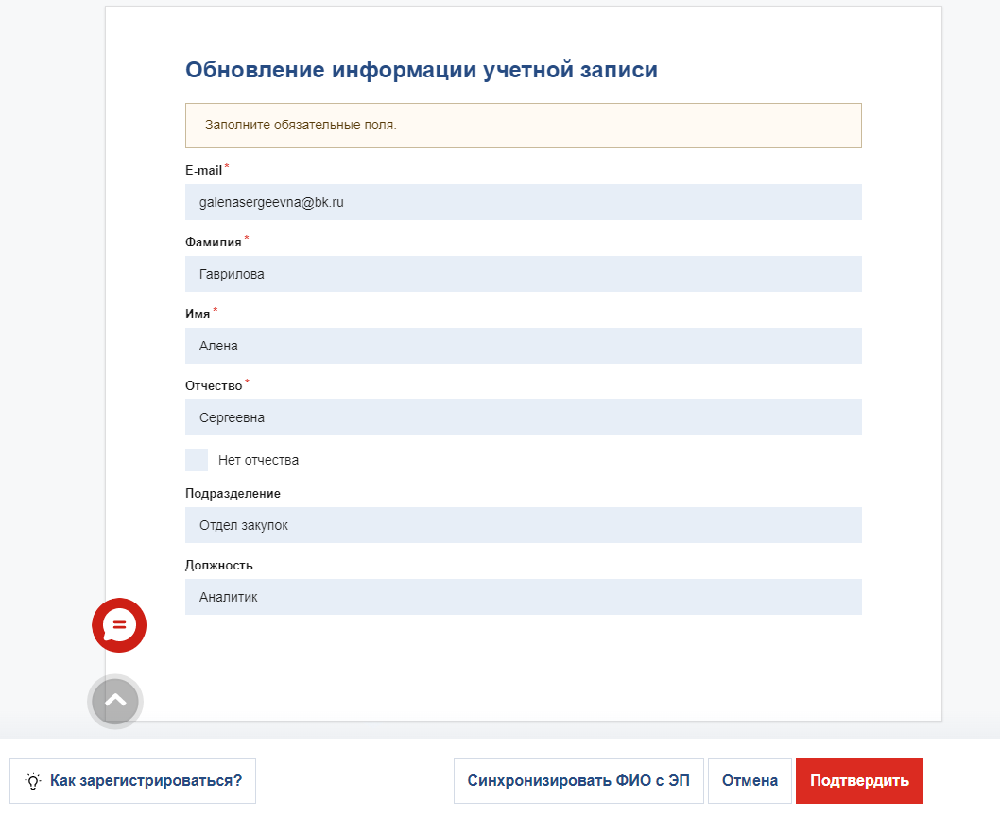 Обновление информации учетной записи
Заполните обязательные поля.
E-mail*
galenasergeevna@bk.ru
Фамилия*
Гаврилова
Имя*
Алена
Отчество*
Сергеевна
Нет отчества
Подразделение
Отдел закупок
Должность
Аналитик
Как зарегистрироваться?
Синхронизировать ФИО с ЭП
Отмена
Подтвердить